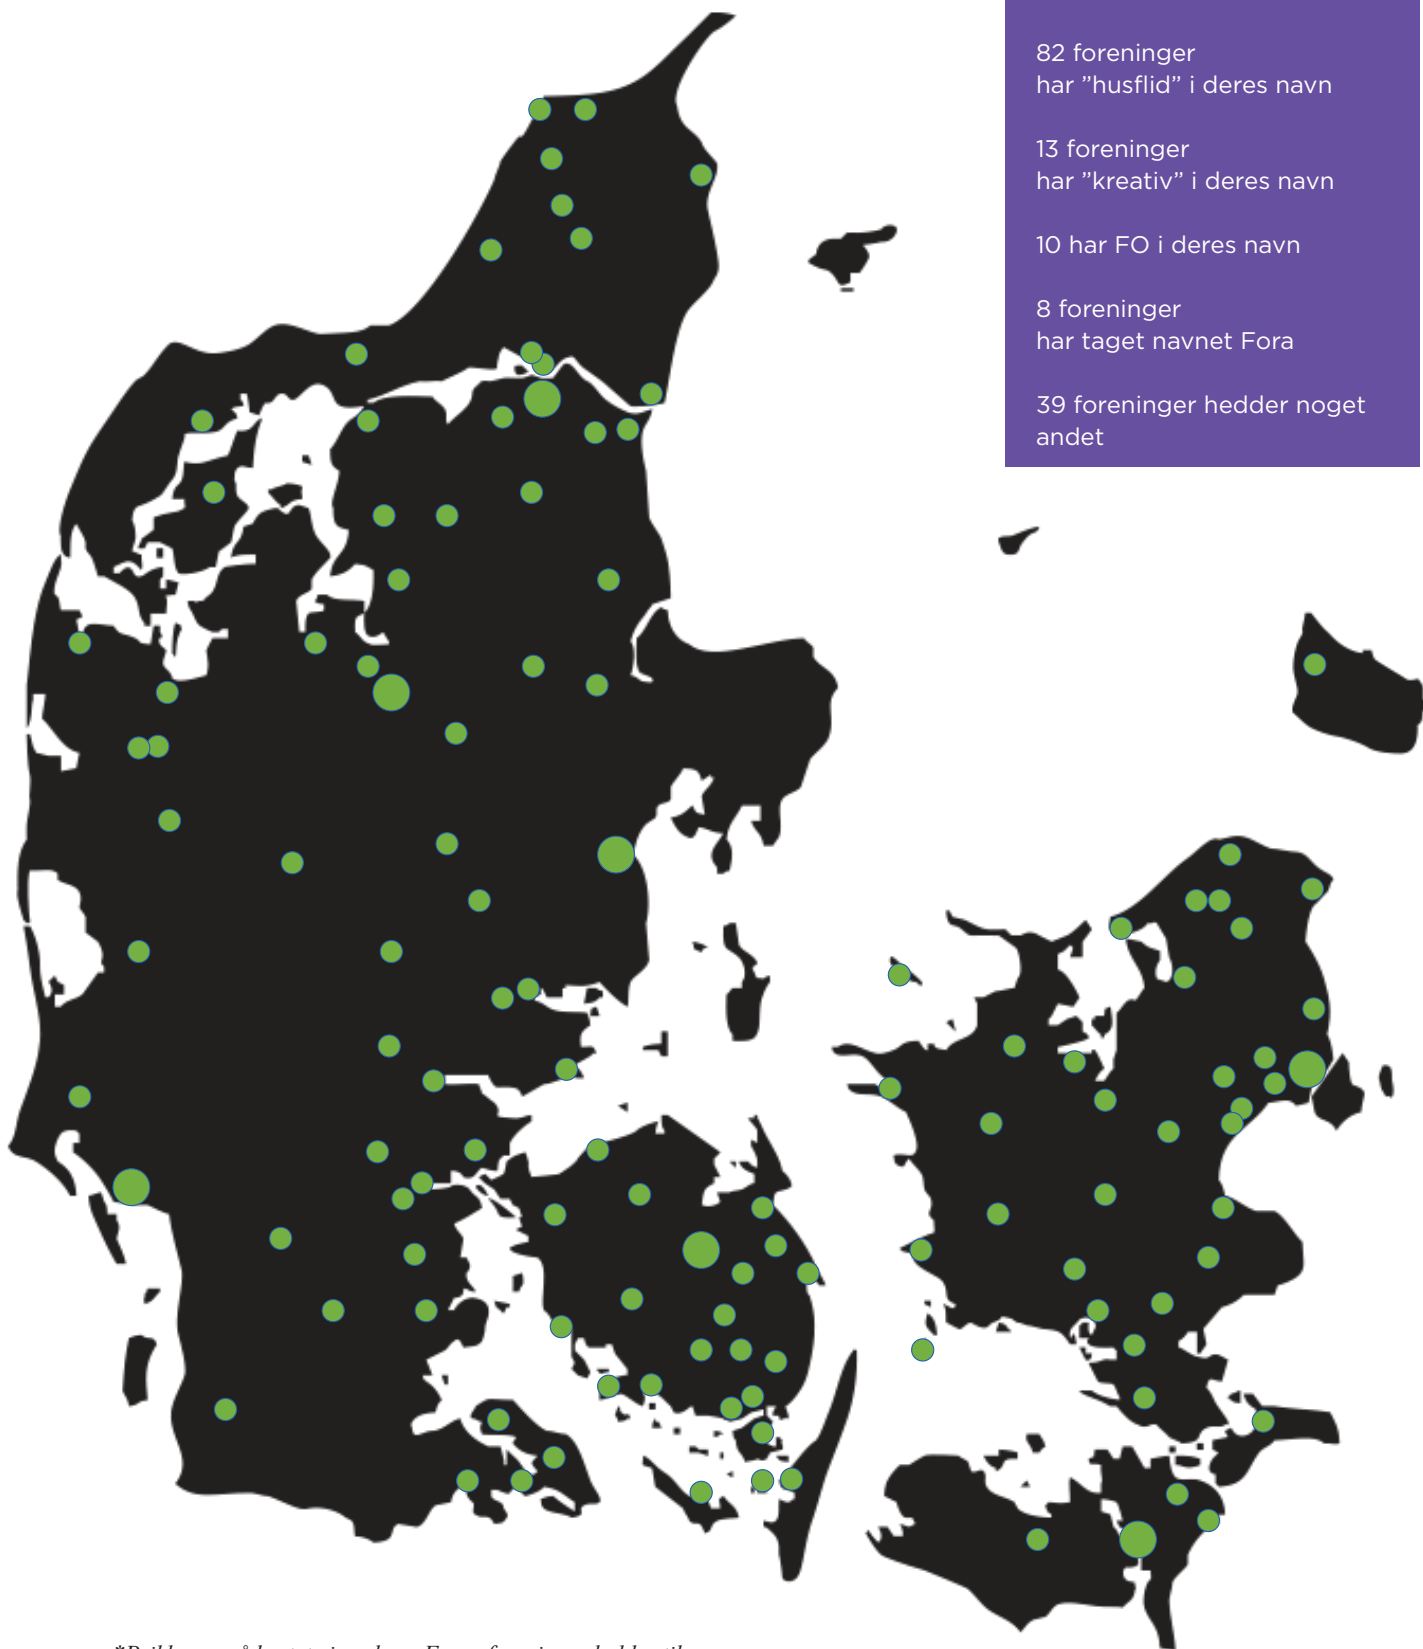 82 foreninger
har ”husflid” i deres navn
13 foreninger
har ”kreativ” i deres navn
10 har FO i deres navn
8 foreninger
har taget navnet Fora
39 foreninger hedder noget
andet